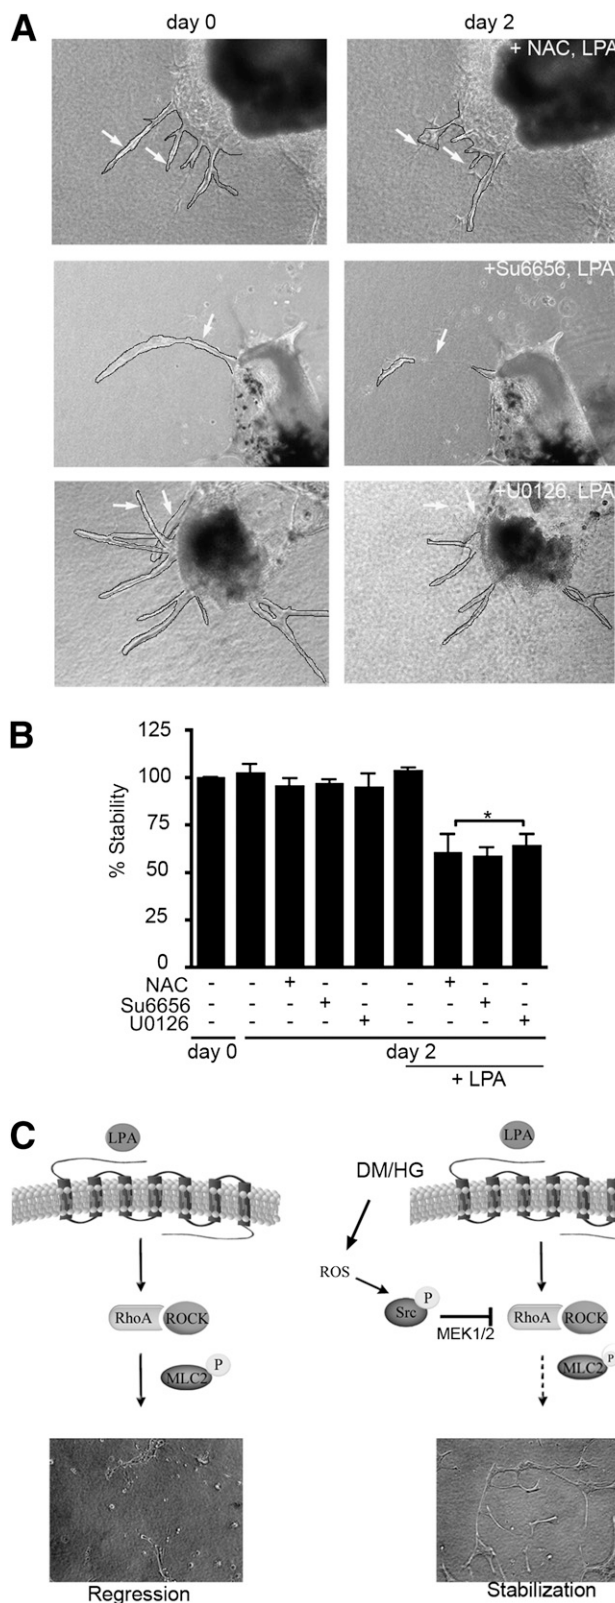 A
day 0
day 2
+ NAC, LPA
+Su6656, LPA
+U0126, LPA
B
% Stability
125
100
75
50
25
0
*
NAC - - + - - - + - -
Su6656 - - - + - - - + -
U0126 - - - - + - - - +
day 0
day 2
+ LPA
C
LPA
RhoA
ROCK
MLC2
P
Regression
DM/HG
ROS
Src
P
MEK1/2
LPA
RhoA
ROCK
MLC2
P
Stabilization